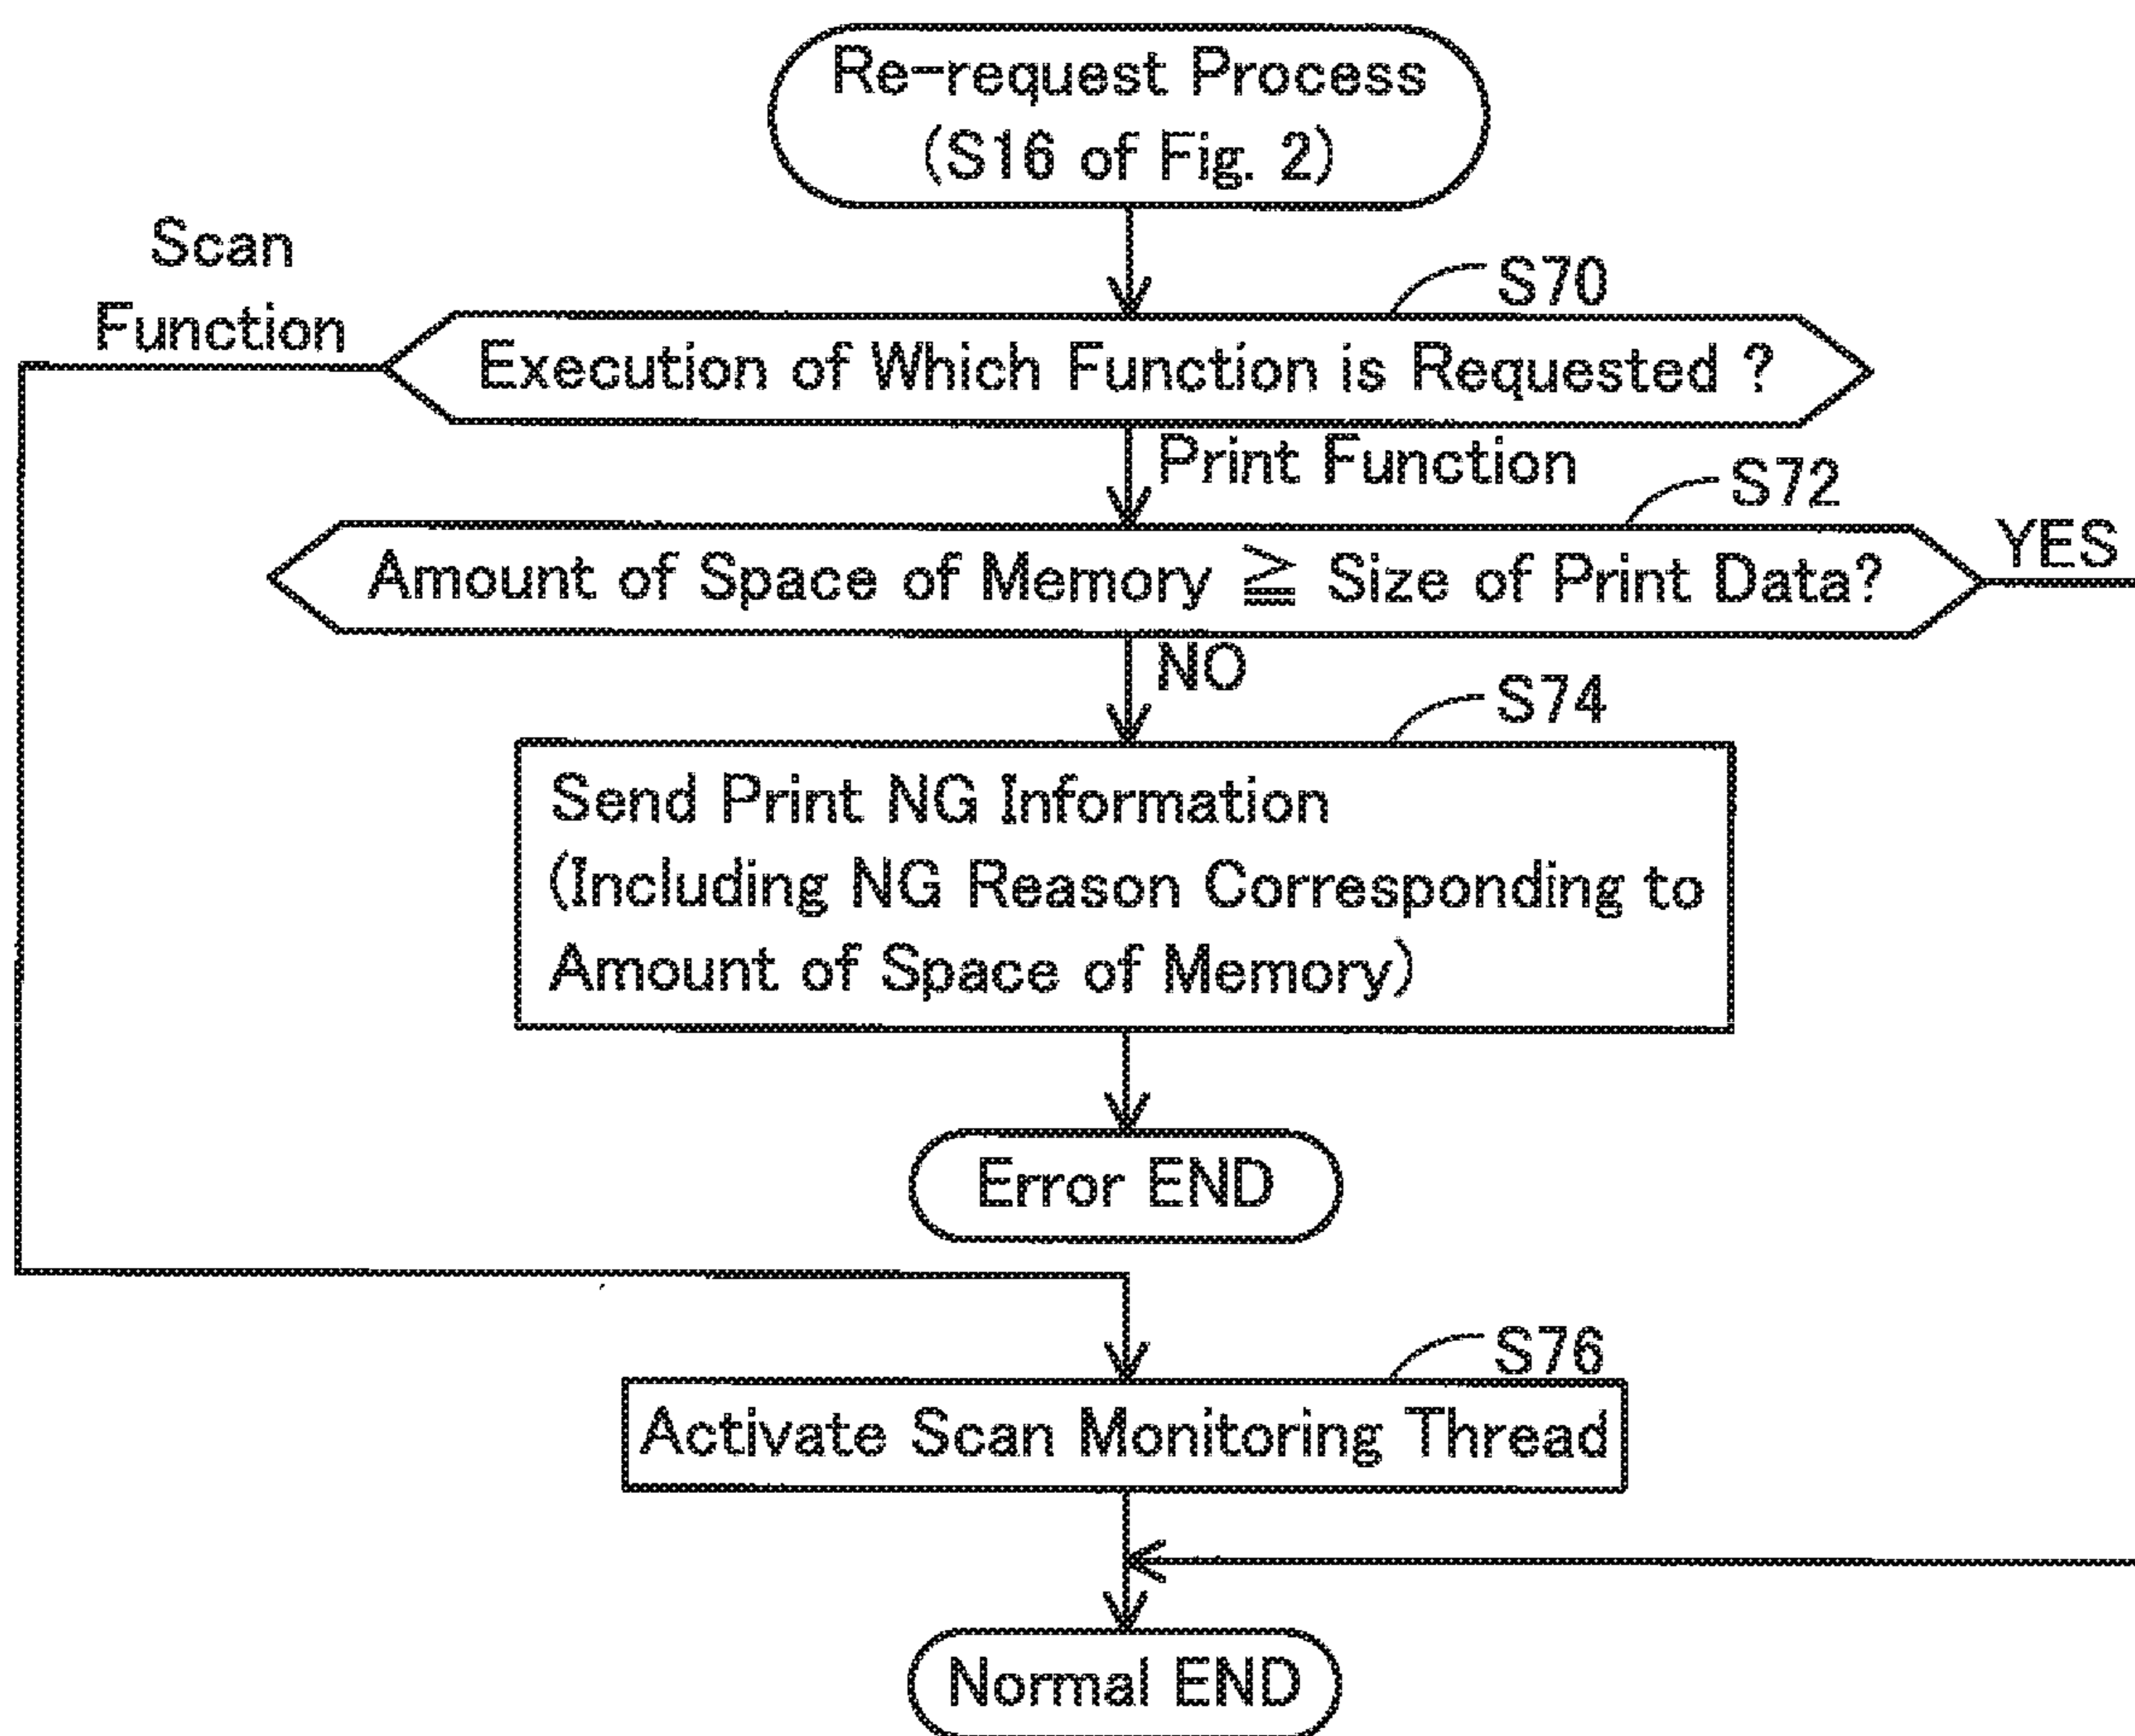 Re-request Process
(S16 of Fig. 2)
Scan
Function
S70
Execution of Which Function is Requested ?
Print Function
S72
Amount of Space of Memory ≧ Size of Print Data?
YES
NO
S74
Send Print NG Information
(Including NG Reason Corresponding to
Amount of Space of Memory)
Error END
S76
Activate Scan Monitoring Thread
Normal END